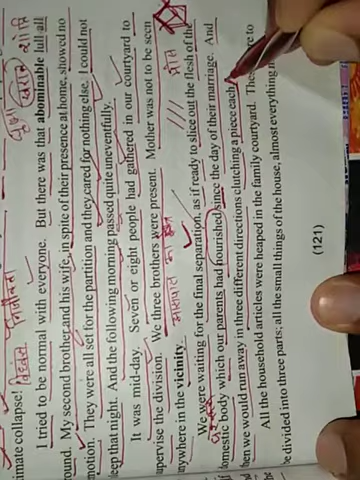 imate collapse!
I tried to be normal with everyone. But there was that abominable lull all
round. My second brother and his wife, in spite of their presence at home, showed no
motion. They were all set for the partition and they cared for nothing else. I could not
leep that night. And the following morning passed quite uneventfully.
It was mid-day. Seven or eight people had gathered in our courtyard to
upervise the division. We three brothers were present. Mother was not to be seen
nywhere in the vicinity.
We were waiting for the final separation, as if ready to slice out the flesh of the
domestic body which our parents had nourished since the day of their marriage. And
hen we would run away in three different directions clutching a piece each.
All the household articles were heaped in the family courtyard. to
be divided into three parts; all the small things of the house, almost everything
(121)